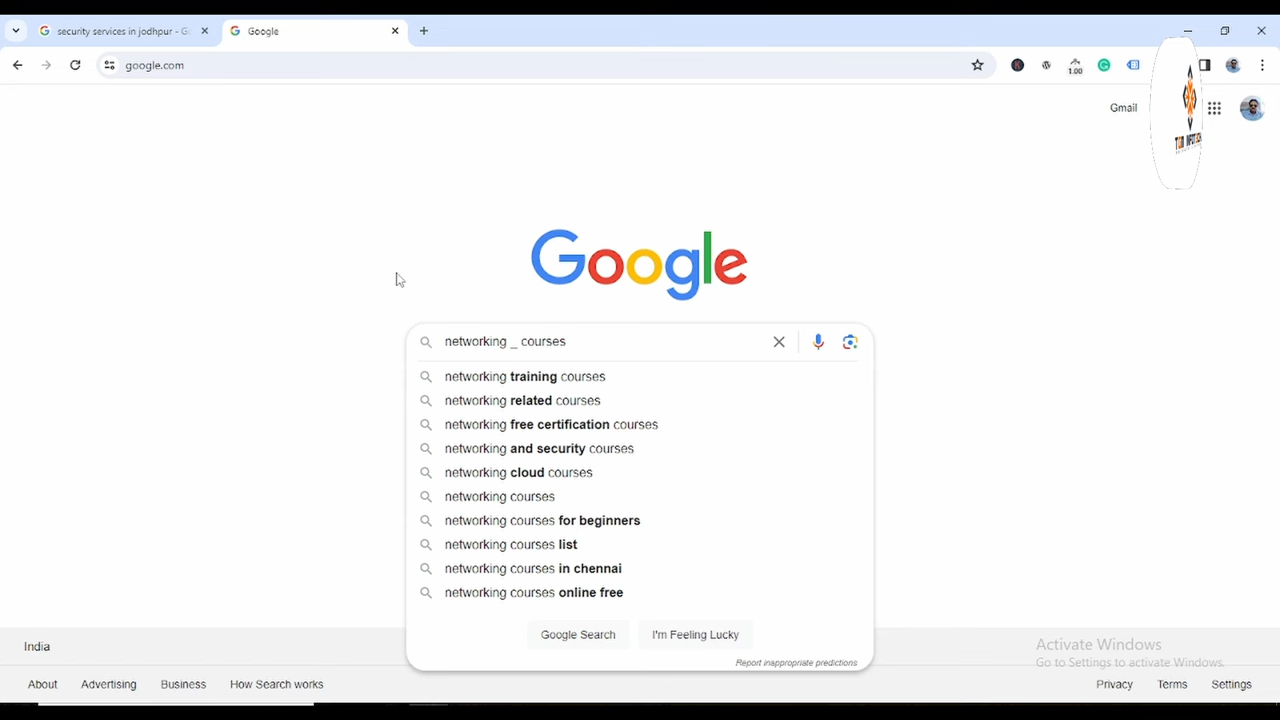 security services in jodhpur - G
Google
google.com
1.00
Gmail
Google
networking _ courses
networking training courses
networking related courses
networking free certification courses
networking and security courses
networking cloud courses
networking courses
networking courses for beginners
networking courses list
networking courses in chennai
networking courses online free
Google Search
I'm Feeling Lucky
Report inappropriate predictions
India
Activate Windows
Go to Settings to activate Windows.
About
Advertising
Business
How Search works
Privacy
Terms
Settings